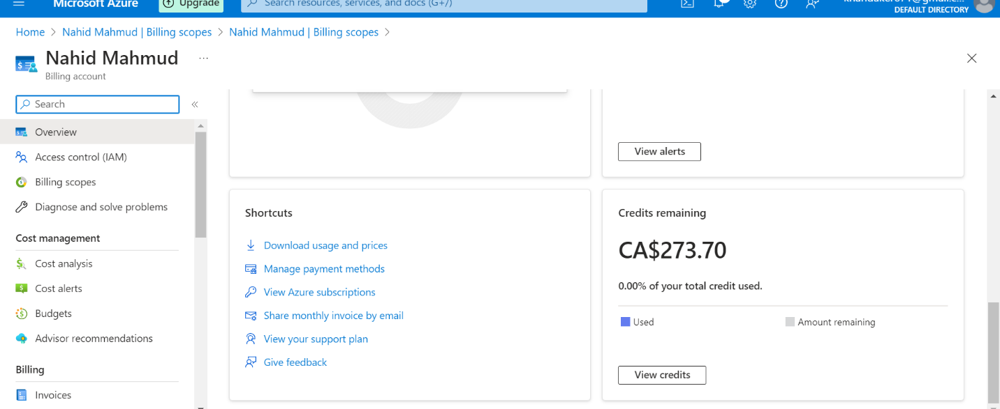 Microsoft Azure
Upgrade
Search resources, services, and docs (G+/)
DEFAULT DIRECTORY
Home > Nahid Mahmud | Billing scopes > Nahid Mahmud | Billing scopes >
Nahid Mahmud ...
Billing account
Search
«
Overview
Access control (IAM)
Billing scopes
Diagnose and solve problems
Cost management
Cost analysis
Cost alerts
Budgets
Advisor recommendations
Billing
Invoices
View alerts
Shortcuts
Download usage and prices
Manage payment methods
View Azure subscriptions
Share monthly invoice by email
View your support plan
Give feedback
Credits remaining
CA$273.70
0.00% of your total credit used.
Used
Amount remaining
View credits